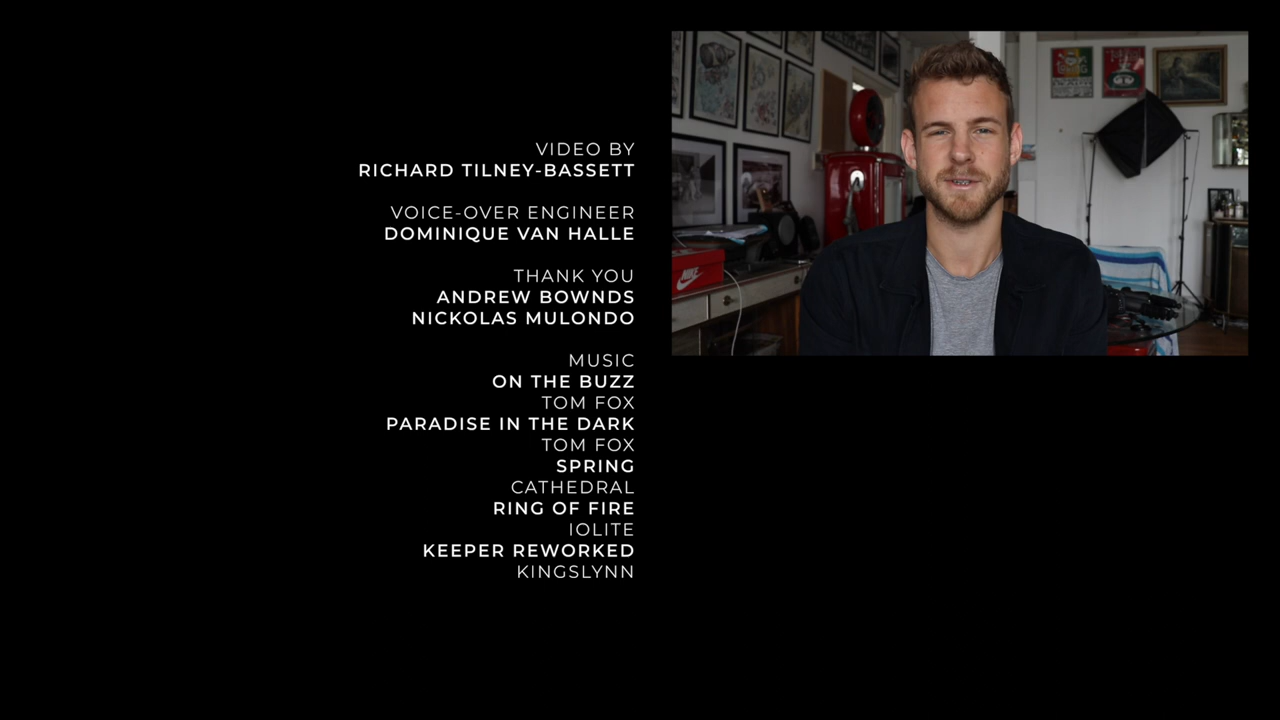 VIDEO BY
RICHARD TILNEY-BASSETT
VOICE-OVER ENGINEER
DOMINIQUE VAN HALLE
THANK YOU
ANDREW BOWNDS
NICKOLAS MULONDO
MUSIC
ON THE BUZZ
TOM FOX
PARADISE IN THE DARK
TOM FOX
SPRING
CATHEDRAL
RING OF FIRE
IOLITE
KEEPER REWORKED
KINGSLYNN
NIKE